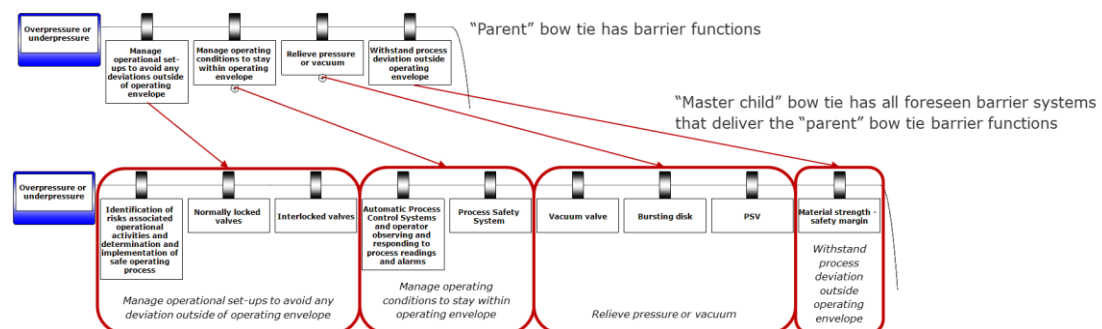 Overpressure or
underpressure
Manage
operational set-
ups to avoid any
deviations outside
of operating
envelope
Manage operating
conditions to stay
within operating
envelope
Relieve pressure
or vacuum
Withstand process
deviation outside
operating
envelope
“Parent” bow tie has barrier functions
“Master child” bow tie has all foreseen barrier systems
that deliver the “parent” bow tie barrier functions
Overpressure or
underpressure
Identification of
risks associated
operational
activities and
determination and
implementation of
safe operating
process
Normally locked
valves
Interlocked valves
Automatic Process
Control Systems
and operator
observing and
responding to
process readings
and alarms
Process Safety
System
Vacuum valve
Bursting disk
PSV
Material strength -
safety margin
Manage operational set-ups to avoid any
deviation outside of operating envelope
Manage operating
conditions to stay within
operating envelope
Relieve pressure or vacuum
Withstand
process
deviation
outside
operating
envelope